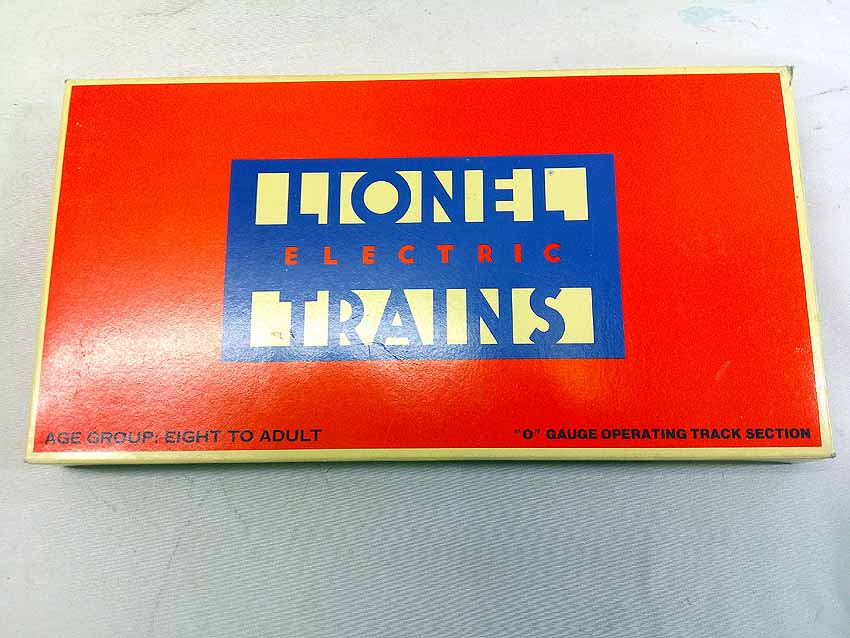 LIONEL®
ELECTRIC
TRAINS
AGE GROUP: EIGHT TO ADULT
"O" GAUGE OPERATING TRACK SECTION